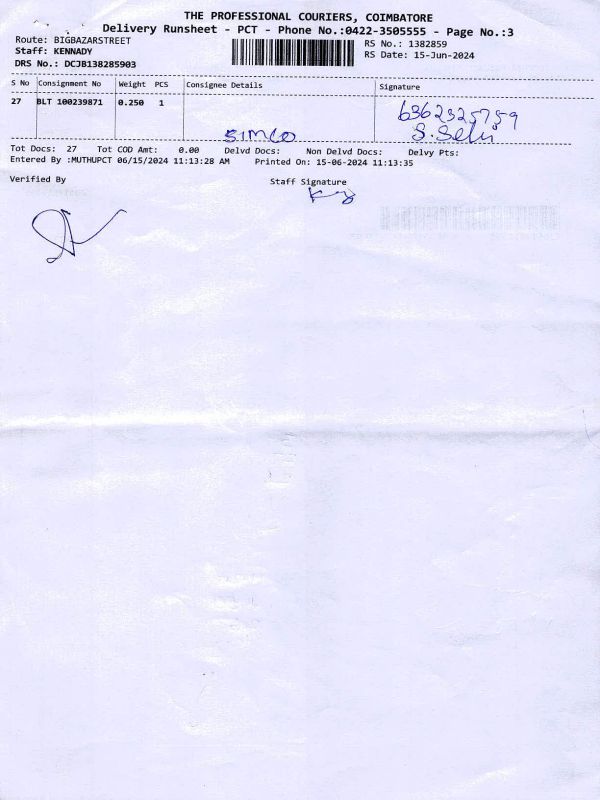 THE PROFESSIONAL COURIERS, COIMBATORE
Delivery Runsheet - PCT - Phone No.:0422-3505555 - Page No.:3
Route: BIGBAZARSTREET
RS No.: 1382859
Staff: KENNADY
RS Date: 15-Jun-2024
DRS No.: DCJB138285903
S No Consignment No Weight PCS Consignee Details Signature
27 BLT 100239871 0.250 1
6362325759
SIMCO S. Selvi
Tot Docs: 27 Tot COD Amt: 0.00 Delvd Docs: Non Delvd Docs: Delvy Pts:
Entered By :MUTHUPCT 06/15/2024 11:13:28 AM Printed On: 15-06-2024 11:13:35
Verified By Staff Signature